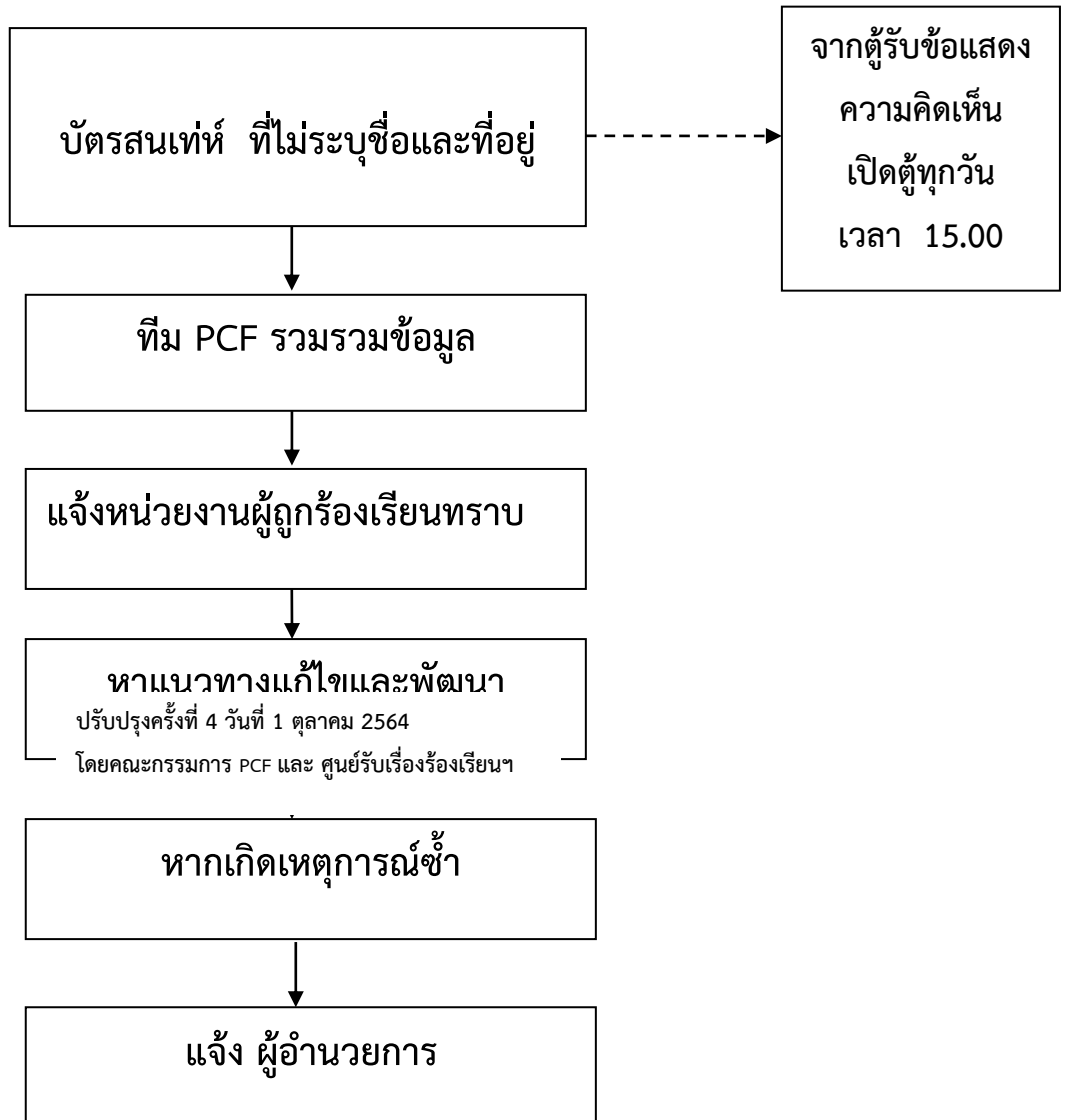 บัตรสนเท่ห์ ที่ไม่ระบุชื่อและที่อยู่
จากตู้รับข้อแสดง
ความคิดเห็น
เปิดตู้ทุกวัน
เวลา 15.00
ทีม PCF รวมรวมข้อมูล
แจ้งหน่วยงานผู้ถูกร้องเรียนทราบ
หาแนวทางแก้ไขและพัฒนา
ปรับปรุงครั้งที่ 4 วันที่ 1 ตุลาคม 2564
โดยคณะกรรมการ PCF และ ศูนย์รับเรื่องร้องเรียนฯ
หากเกิดเหตุการณ์ซ้ำ
แจ้ง ผู้อำนวยการ